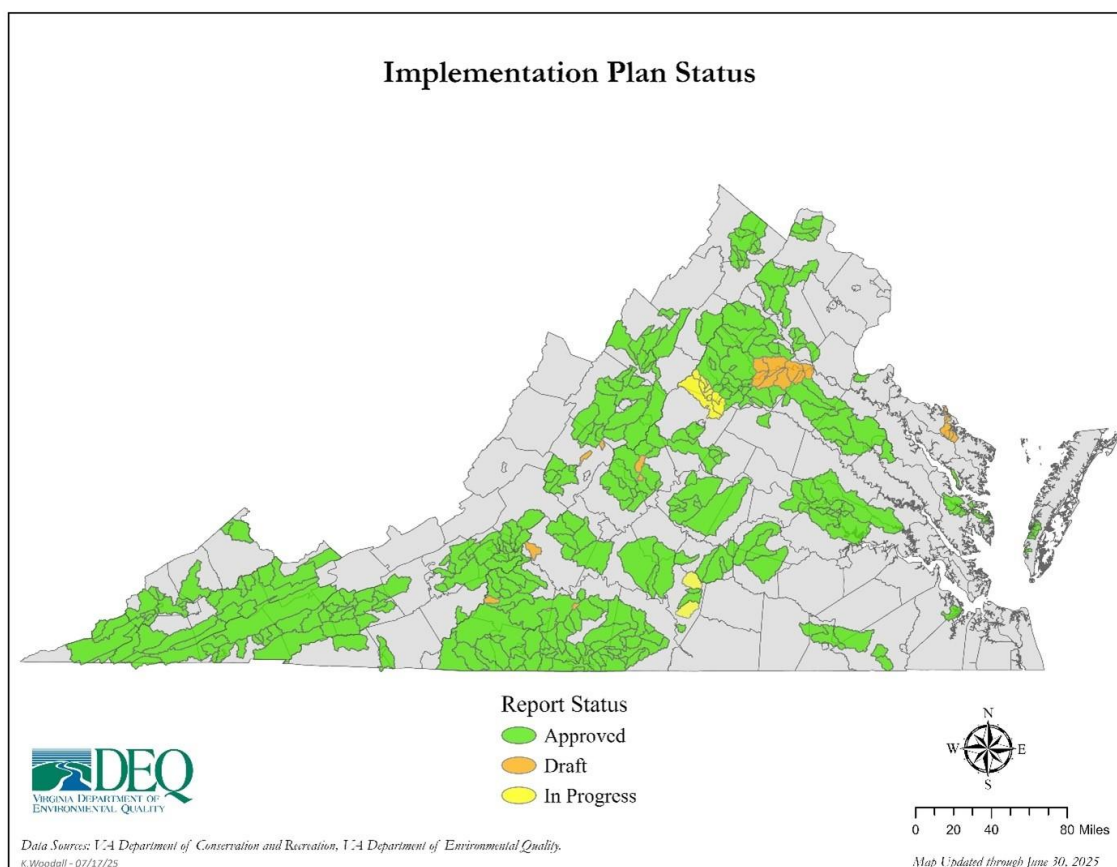 Implementation Plan Status
Report Status
Approved
Draft
In Progress
N
W E
S
DEQ
VIRGINIA DEPARTMENT OF
ENVIRONMENTAL QUALITY
0 20 40 80 Miles
Data Sources: VA Department of Conservation and Recreation, VA Department of Environmental Quality.
K.Woodall - 07/17/25
Map Updated through June 30, 2025